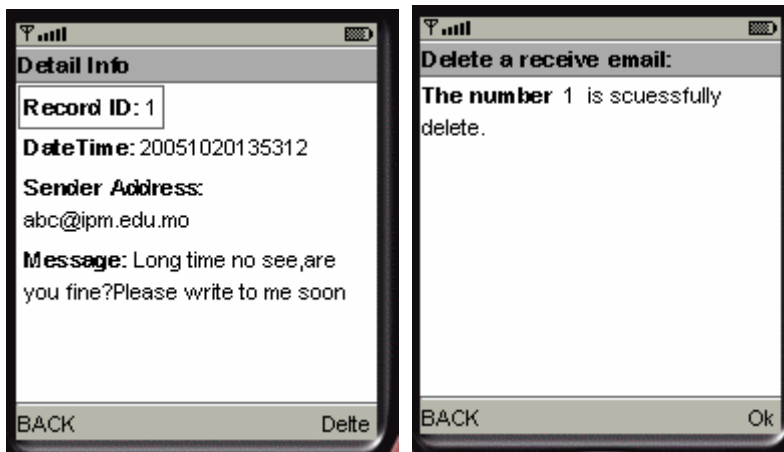 Detail Info
Record ID: 1
DateTime: 20051020135312
Sender Address:
abc@ipm.edu.mo
Message: Long time no see,are
you fine?Please write to me soon
BACK Delte
Delete a receive email:
The number 1 is scuessfully
delete.
BACK Ok